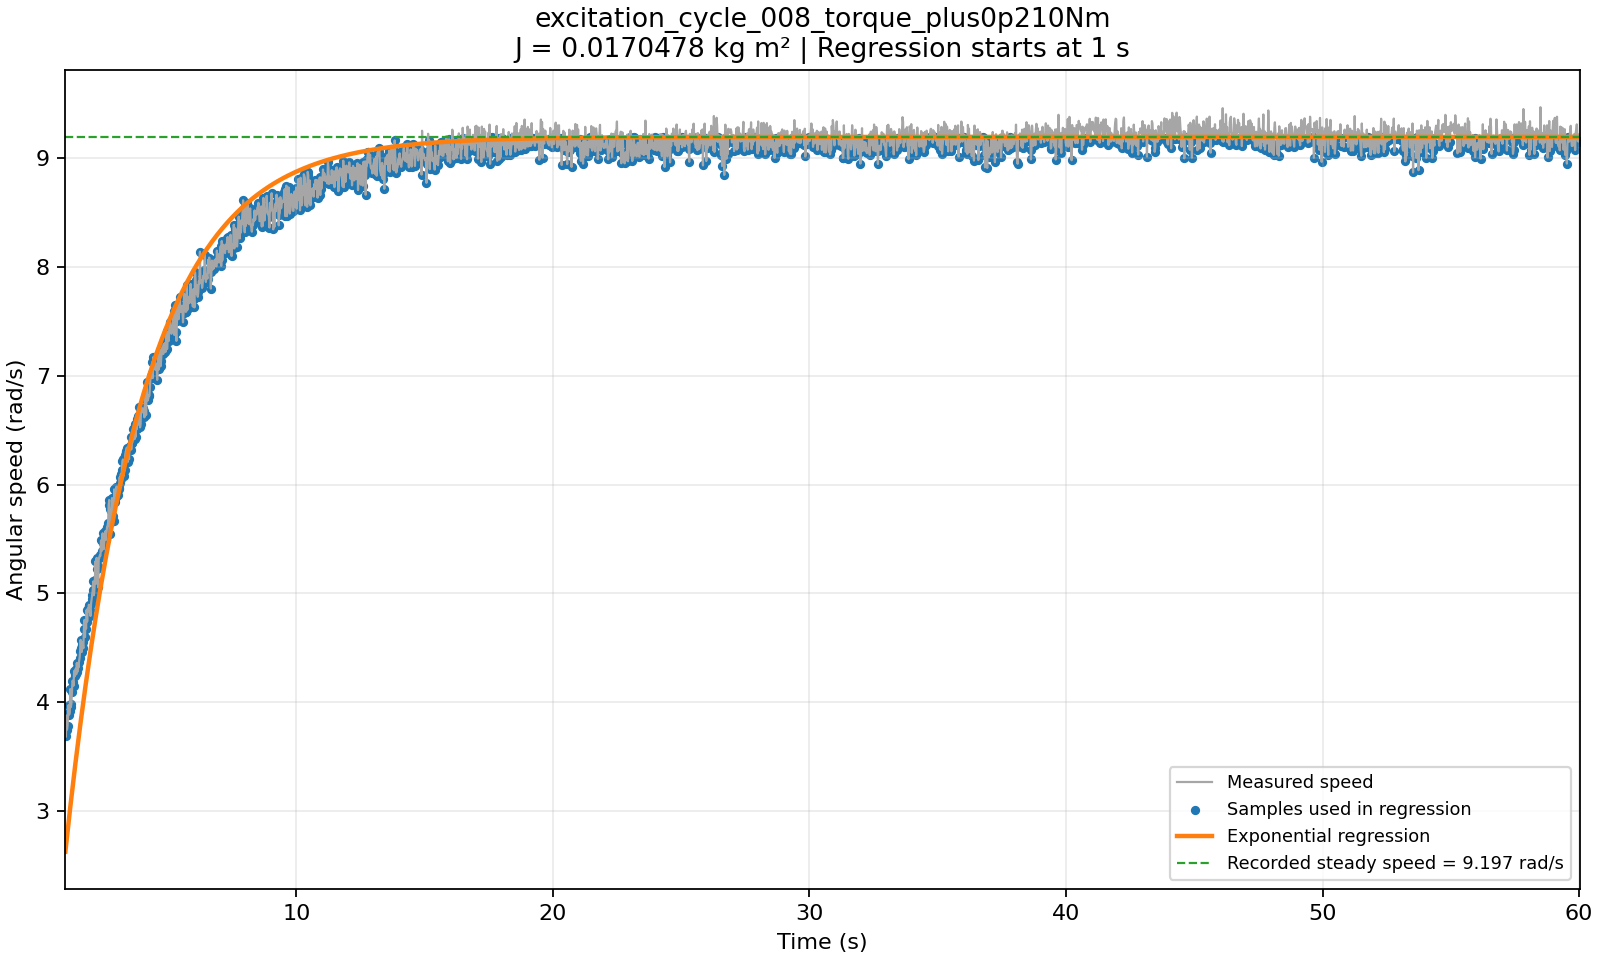 excitation_cycle_008_torque_plus0p210Nm
J = 0.0170478 kg m² | Regression starts at 1 s
Angular speed (rad/s)
9
8
7
6
5
4
3
10
20
30
40
50
60
Time (s)
Measured speed
Samples used in regression
Exponential regression
Recorded steady speed = 9.197 rad/s